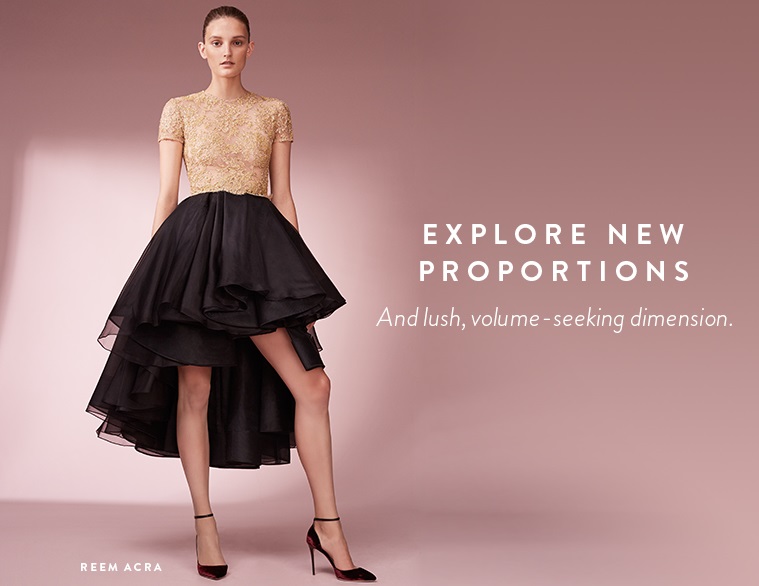 EXPLORE NEW
PROPORTIONS
And lush, volume-seeking dimension.
REEM ACRA